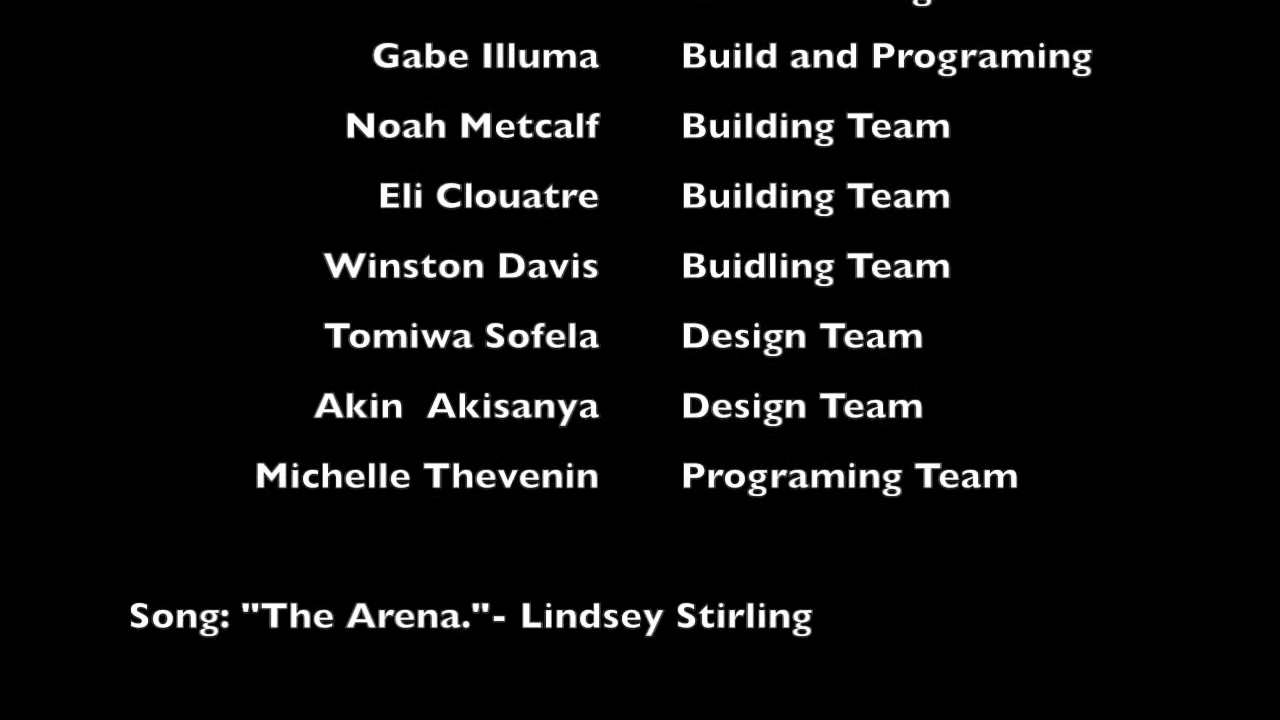 Gabe Illuma Build and Programing
Noah Metcalf Building Team
Eli Clouatre Building Team
Winston Davis Buidling Team
Tomiwa Sofela Design Team
Akin  Akisanya Design Team
Michelle Thevenin Programing Team
Song: "The Arena."- Lindsey Stirling